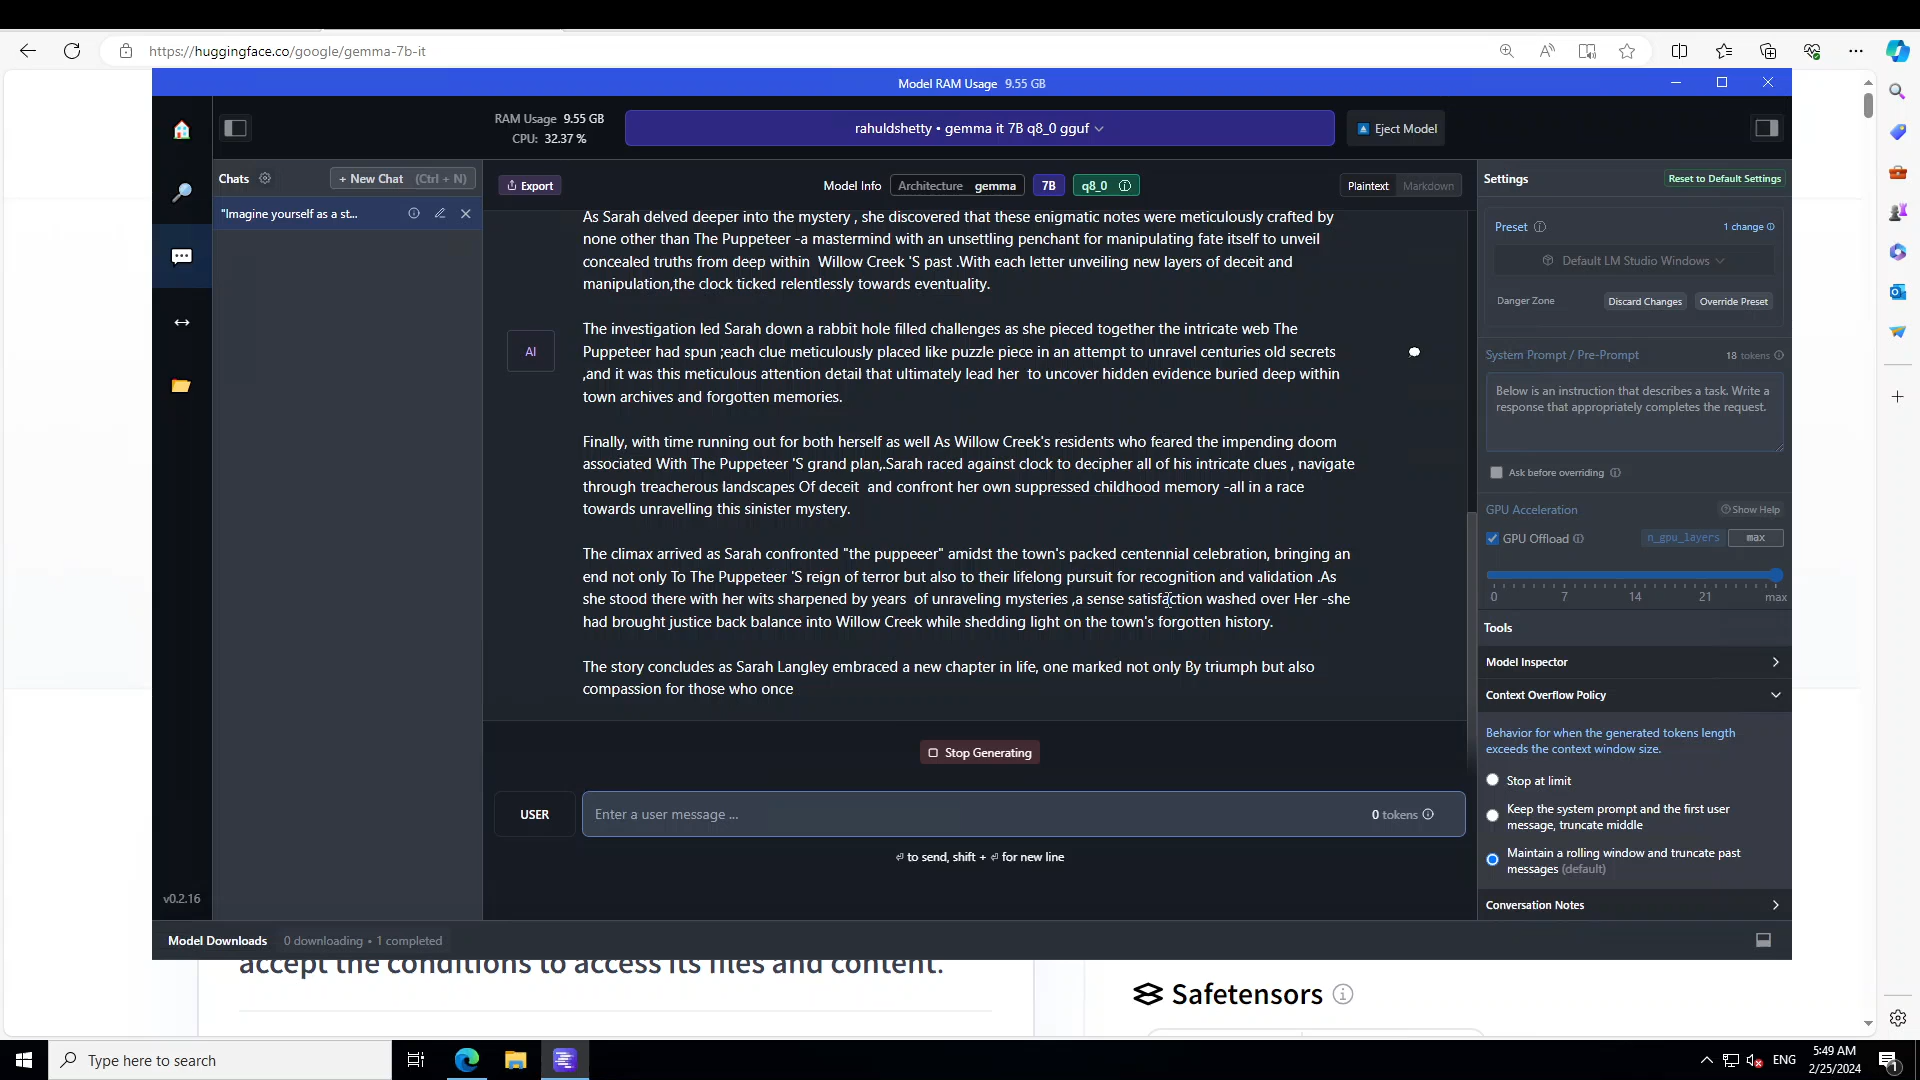 https://huggingface.co/google/gemma-7b-it
Model RAM Usage 9.55 GB
RAM Usage 9.55 GB
CPU: 32.37 %
rahuldshetty • gemma it 7B q8_0 gguf
Eject Model
Chats
+ New Chat (Ctrl + N)
"Imagine yourself as a st...
Export
Model Info Architecture gemma 7B q8_0
Plaintext Markdown
As Sarah delved deeper into the mystery , she discovered that these enigmatic notes were meticulously crafted by
none other than The Puppeteer -a mastermind with an unsettling penchant for manipulating fate itself to unveil
concealed truths from deep within  Willow Creek 'S past .With each letter unveiling new layers of deceit and
manipulation,the clock ticked relentlessly towards eventuality.
AI
The investigation led Sarah down a rabbit hole filled challenges as she pieced together the intricate web The
Puppeteer had spun ;each clue meticulously placed like puzzle piece in an attempt to unravel centuries old secrets
,and it was this meticulous attention detail that ultimately lead her  to uncover hidden evidence buried deep within
town archives and forgotten memories.
Finally, with time running out for both herself as well As Willow Creek's residents who feared the impending doom
associated With The Puppeteer 'S grand plan,.Sarah raced against clock to decipher all of his intricate clues , navigate
through treacherous landscapes Of deceit  and confront her own suppressed childhood memory -all in a race
towards unravelling this sinister mystery.
The climax arrived as Sarah confronted "the puppeeer" amidst the town's packed centennial celebration, bringing an
end not only To The Puppeteer 'S reign of terror but also to their lifelong pursuit for recognition and validation .As
she stood there with her wits sharpened by years  of unraveling mysteries ,a sense satisfaction washed over Her -she
had brought justice back balance into Willow Creek while shedding light on the town's forgotten history.
The story concludes as Sarah Langley embraced a new chapter in life, one marked not only By triumph but also
compassion for those who once
Stop Generating
USER
Enter a user message ...
0 tokens
⏎ to send, shift + ⏎ for new line
Settings
Reset to Default Settings
Preset
1 change
Default LM Studio Windows
Danger Zone
Discard Changes
Override Preset
System Prompt / Pre-Prompt
18 tokens
Below is an instruction that describes a task. Write a
response that appropriately completes the request.
Ask before overriding
GPU Acceleration
Show Help
GPU Offload
n_gpu_layers
max
0 7 14 21 max
Tools
Model Inspector
Context Overflow Policy
Behavior for when the generated tokens length
exceeds the context window size.
Stop at limit
Keep the system prompt and the first user
message, truncate middle
Maintain a rolling window and truncate past
messages (default)
Conversation Notes
v0.2.16
Model Downloads 0 downloading • 1 completed
accept the conditions to access its files and content.
Safetensors
Type here to search
ENG
5:49 AM
2/25/2024
1